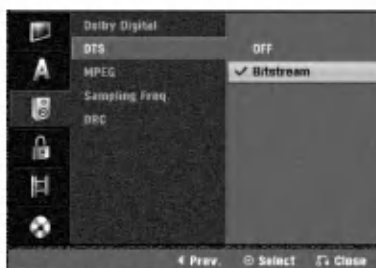 Dolby Digital
DTS
OFF
MPEG
✓ Bitstream
Sampling Freq.
DRC
A
◄ Prev.
⊙ Select
Close